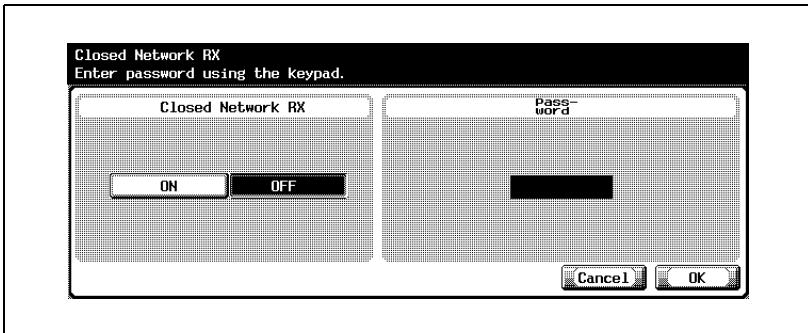 Closed Network RX
Enter password using the keypad.
Closed Network RX
Pass-
word
ON
OFF
Cancel
OK